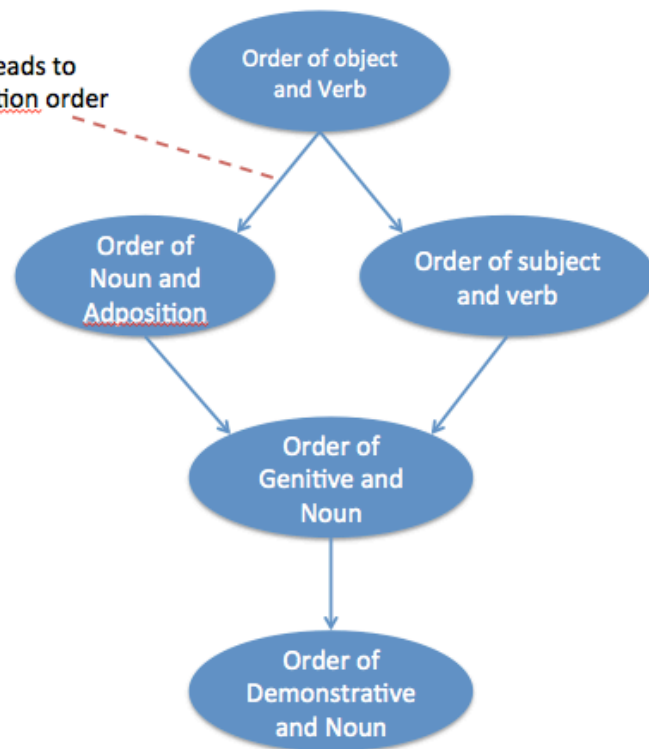 Order of object
and Verb
eads to
tion order
Order of
Noun and
Adposition
Order of subject
and verb
Order of
Genitive and
Noun
Order of
Demonstrative
and Noun